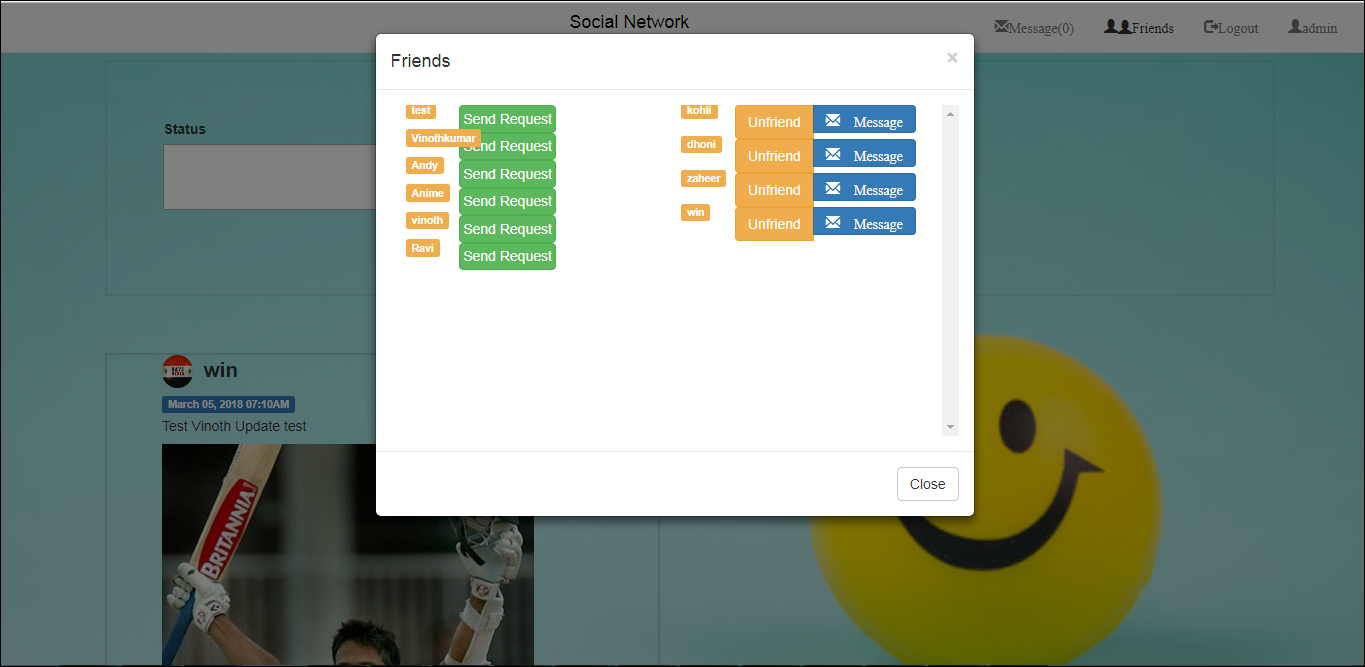 Social Network
Message(0) Friends Logout admin
Friends ×
test Send Request
Vinothkumar Send Request
Andy Send Request
Anime Send Request
vinoth Send Request
Ravi Send Request
kohli Unfriend Message
dhoni Unfriend Message
zaheer Unfriend Message
win Unfriend Message
Close
Status
win
March 05, 2018 07:10AM
Test Vinoth Update test
BRITANNIA